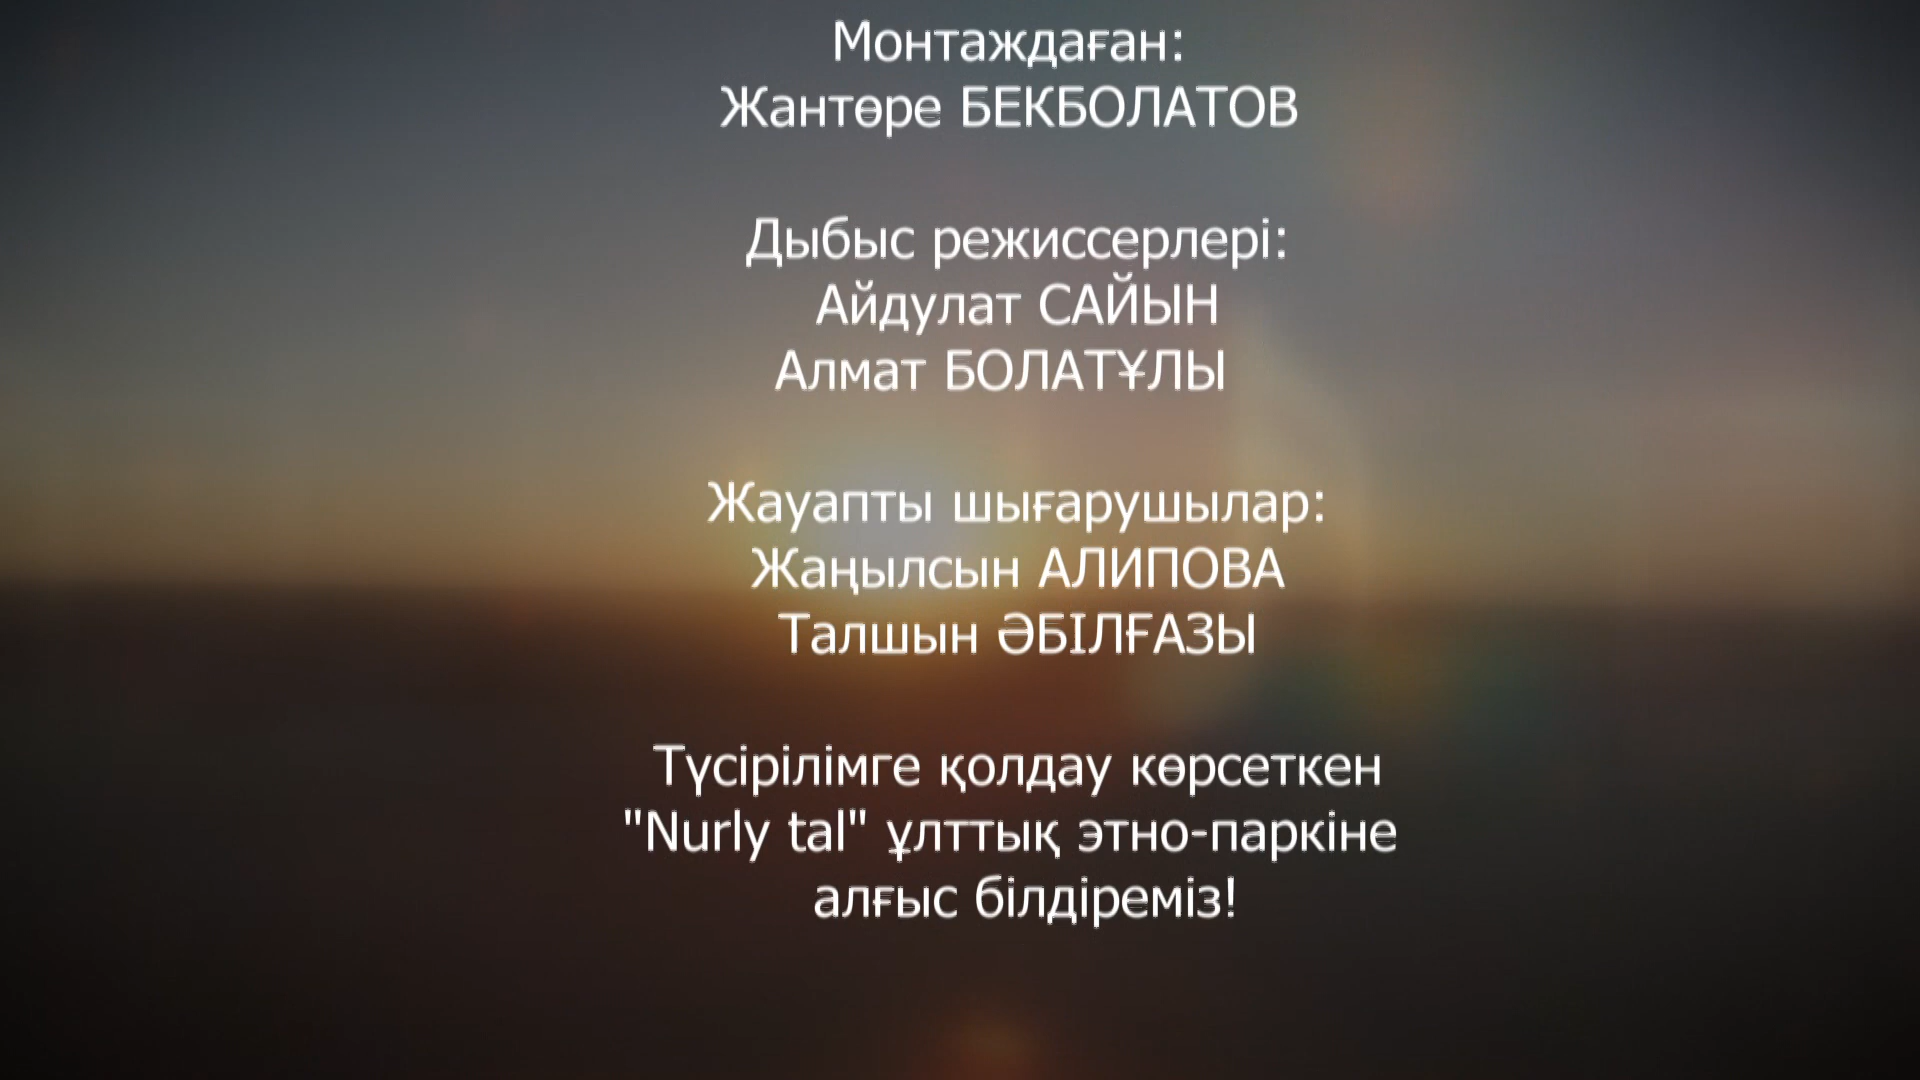 Монтаждаған:
Жантөре БЕКБОЛАТОВ
Дыбыс режиссерлері:
Айдулат САЙЫН
Алмат БОЛАТҰЛЫ
Жауапты шығарушылар:
Жаңылсын АЛИПОВА
Талшын ӘБІЛҒАЗЫ
Түсірілімге қолдау көрсеткен
"Nurly tal" ұлттық этно-паркіне
алғыс білдіреміз!